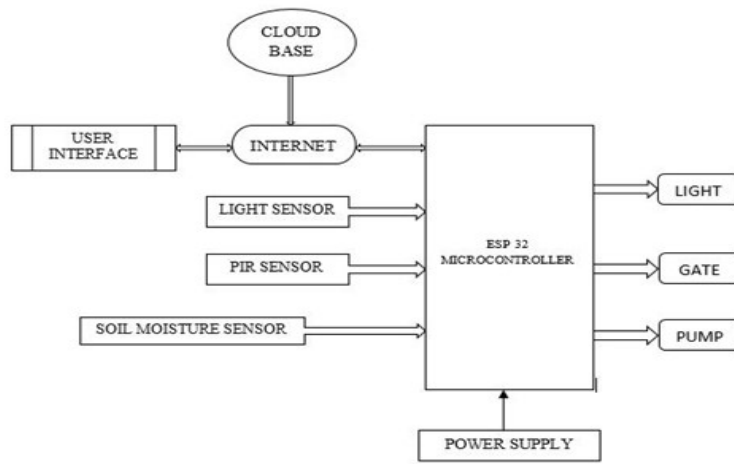 CLOUD
BASE
USER
INTERFACE
INTERNET
LIGHT SENSOR
LIGHT
PIR SENSOR
ESP 32
MICROCONTROLLER
GATE
SOIL MOISTURE SENSOR
PUMP
POWER SUPPLY